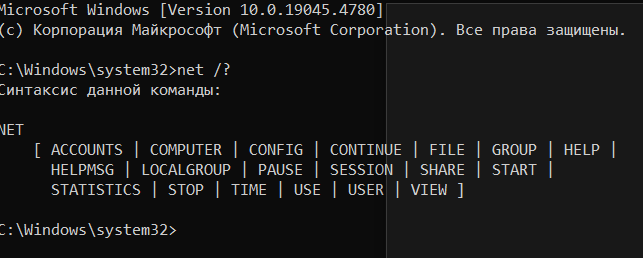 Microsoft Windows [Version 10.0.19045.4780]
(c) Корпорация Майкрософт (Microsoft Corporation). Все права защищены.
C:\Windows\system32>net /?
Синтаксис данной команды:
NET
[ ACCOUNTS | COMPUTER | CONFIG | CONTINUE | FILE | GROUP | HELP |
HELPMSG | LOCALGROUP | PAUSE | SESSION | SHARE | START |
STATISTICS | STOP | TIME | USE | USER | VIEW ]
C:\Windows\system32>